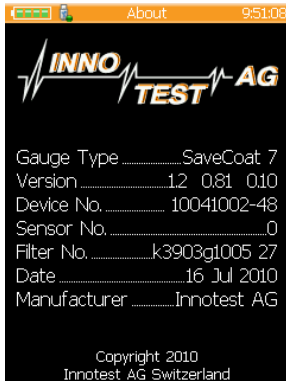 About 9:51:08
INNO TEST AG
Gauge Type SaveCoat 7
Version 1.2 0.81 0.10
Device No. 10041002-48
Sensor No. 0
Filter No. k3903g1005 27
Date 16 Jul 2010
Manufacturer Innotest AG
Copyright 2010
Innotest AG Switzerland